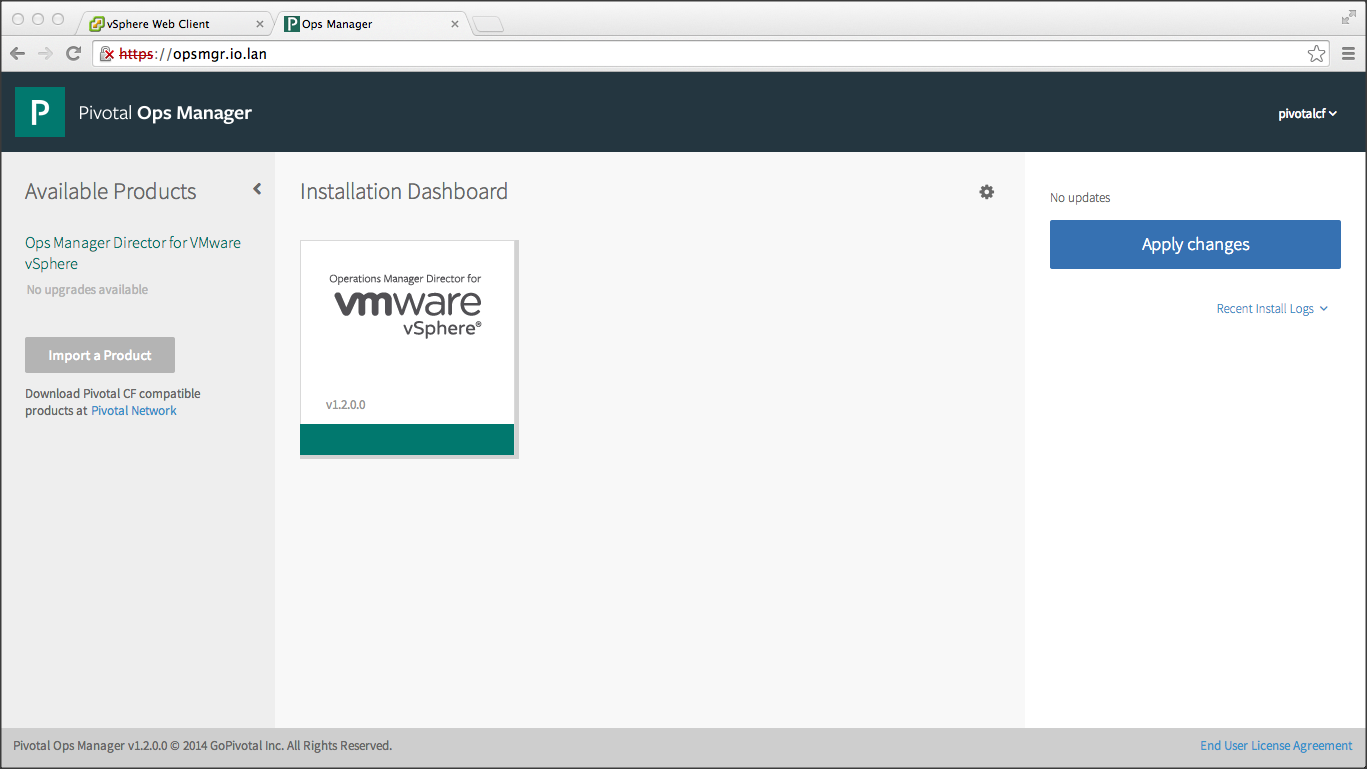 vSphere Web Client
Ops Manager
https://opsmgr.io.lan
P Pivotal Ops Manager
pivotalcf
Available Products
Installation Dashboard
No updates
Ops Manager Director for VMware
vSphere
No upgrades available
Import a Product
Download Pivotal CF compatible
products at Pivotal Network
Operations Manager Director for
vmware
vSphere®
v1.2.0.0
Apply changes
Recent Install Logs
Pivotal Ops Manager v1.2.0.0 © 2014 GoPivotal Inc. All Rights Reserved.
End User License Agreement